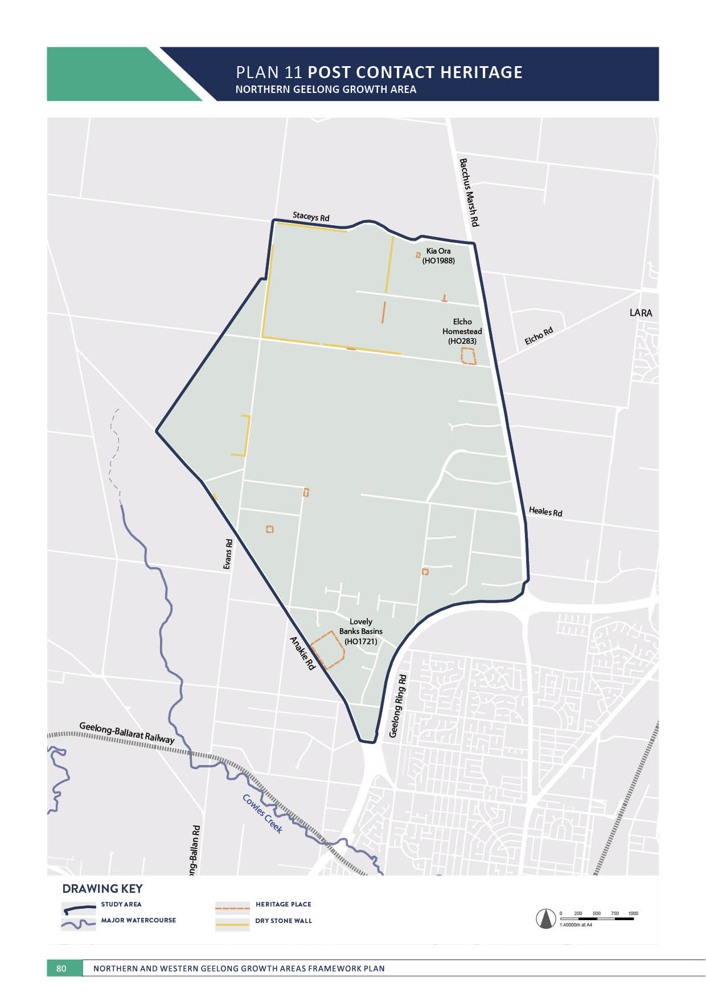 PLAN 11 POST CONTACT HERITAGE
NORTHERN GEELONG GROWTH AREA
Bacchus Marsh Rd
Staceys Rd
Kia Ora
(HO1988)
LARA
Elcho
Homestead
(HO283)
Elcho Rd
Heales Rd
Evans Rd
Lovely
Banks Basins
(HO1721)
Anakie Rd
Geelong Ring Rd
Geelong-Ballarat Railway
Cowies Creek
ong-Ballan Rd
DRAWING KEY
STUDY AREA
HERITAGE PLACE
MAJOR WATERCOURSE
DRY STONE WALL
0 250 500 750 1000
1:40000m at A4
80
NORTHERN AND WESTERN GEELONG GROWTH AREAS FRAMEWORK PLAN